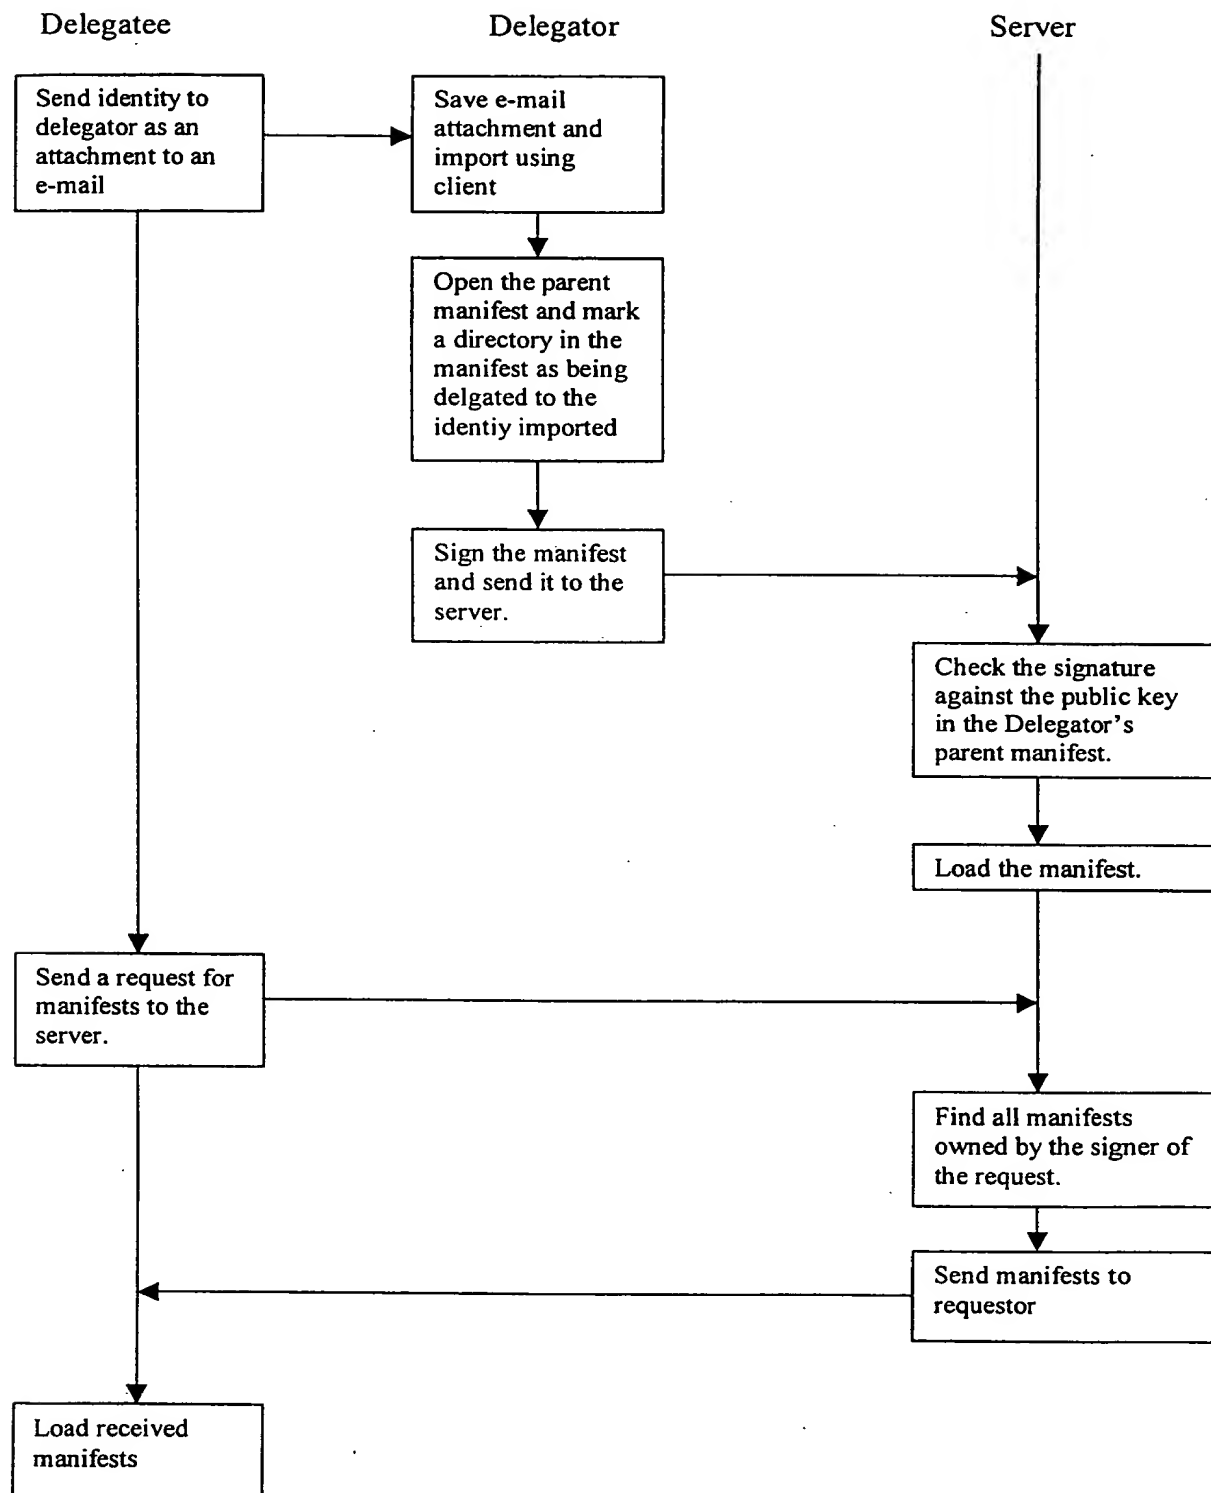 Delegatee
Delegator
Server
Send identity to
delegator as an
attachment to an
e-mail
Save e-mail
attachment and
import using
client
Open the parent
manifest and mark
a directory in the
manifest as being
delgated to the
identiy imported
Sign the manifest
and send it to the
server.
Check the signature
against the public key
in the Delegator's
parent manifest.
Load the manifest.
Send a request for
manifests to the
server.
Find all manifests
owned by the signer of
the request.
Send manifests to
requestor
Load received
manifests